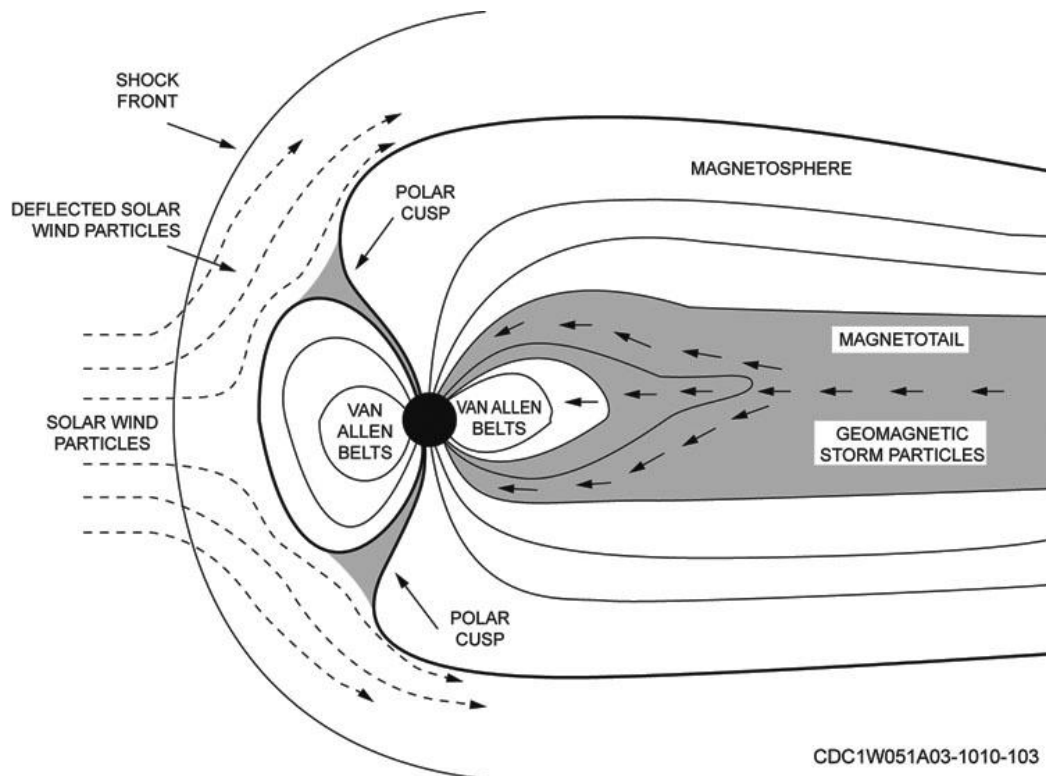 SHOCK
FRONT
MAGNETOSPHERE
POLAR
CUSP
DEFLECTED SOLAR
WIND PARTICLES
MAGNETOTAIL
SOLAR WIND
PARTICLES
VAN
ALLEN
BELTS
VAN ALLEN
BELTS
GEOMAGNETIC
STORM PARTICLES
POLAR
CUSP
CDC1W051A03-1010-103